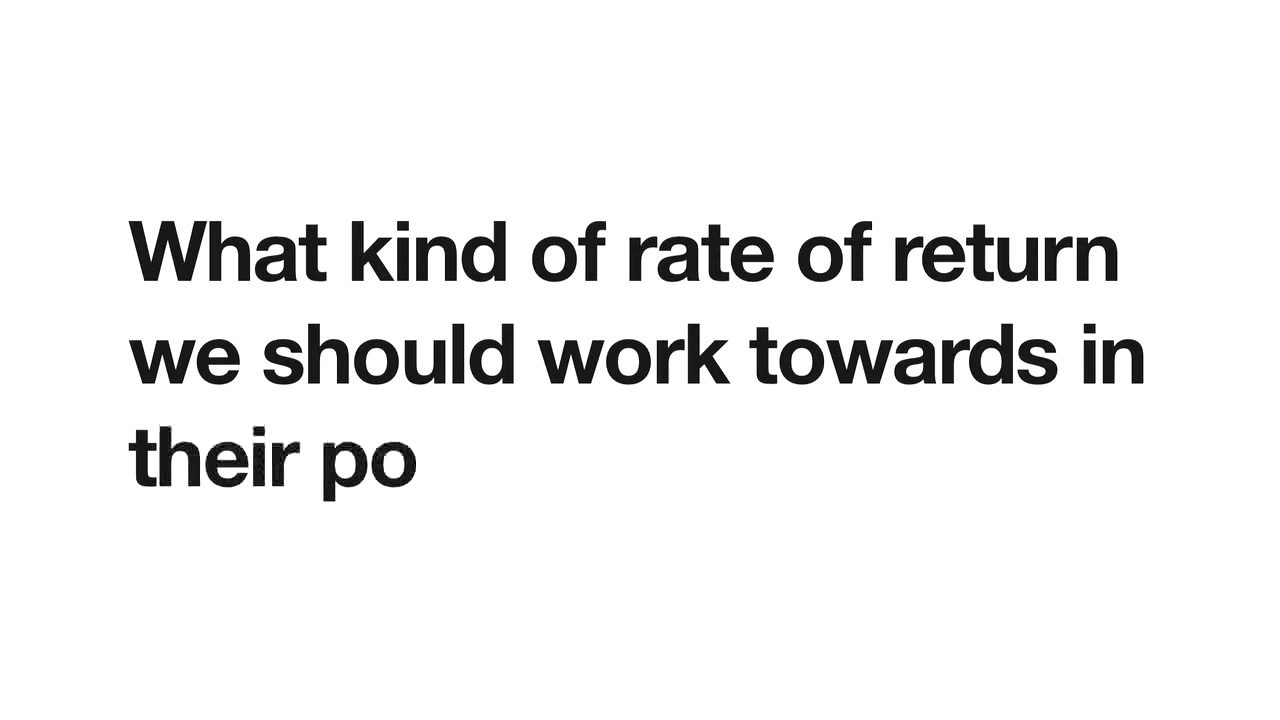 What kind of rate of return
we should work towards in
their po